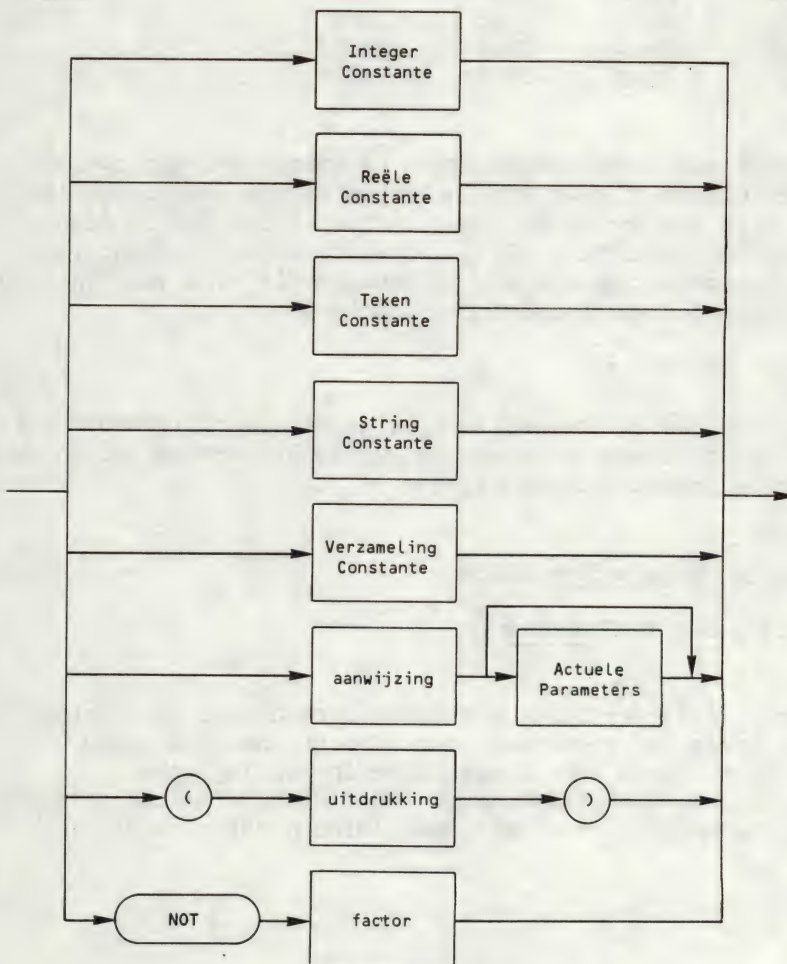 Integer
Constante
Reële
Constante
Teken
Constante
String
Constante
Verzameling
Constante
aanwijzing
Actuele
Parameters
(
uitdrukking
)
NOT
factor